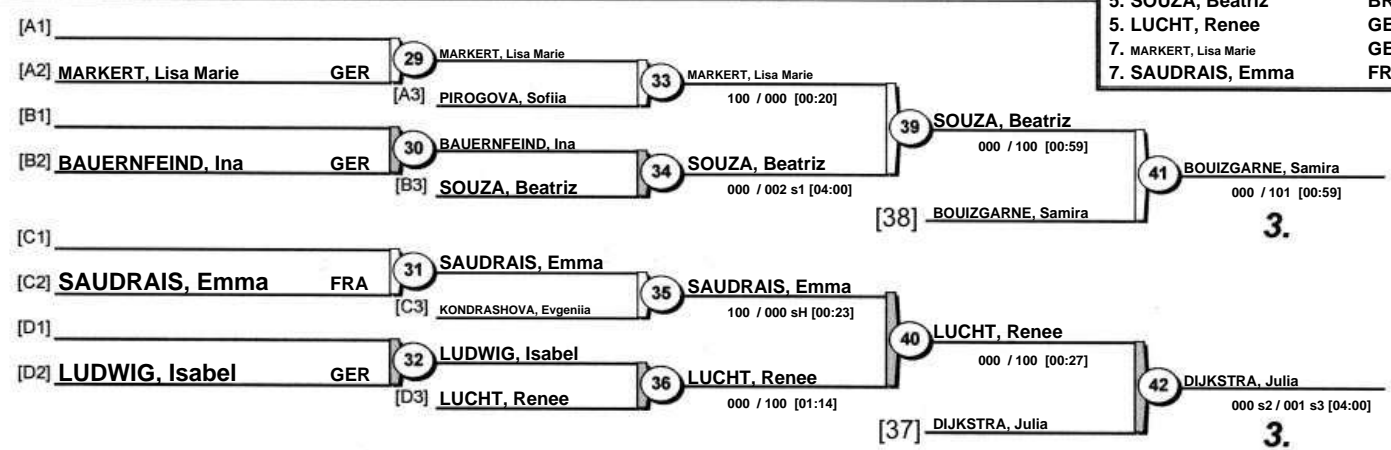 5. SOUZA, Beatriz
5. LUCHT, Renee
7. MARKERT, Lisa Marie
7. SAUDRAIS, Emma FR
[A1]
[A2] MARKERT, Lisa Marie GER
29
MARKERT, Lisa Marie
[A3] PIROGOVA, Sofiia
33
MARKERT, Lisa Marie
100 / 000 [00:20]
[B1]
[B2] BAUERNFEIND, Ina GER
30
BAUERNFEIND, Ina
[B3] SOUZA, Beatriz
34
SOUZA, Beatriz
000 / 002 s1 [04:00]
39
SOUZA, Beatriz
000 / 100 [00:59]
[38] BOUIZGARNE, Samira
41
BOUIZGARNE, Samira
000 / 101 [00:59]
3.
[C1]
[C2] SAUDRAIS, Emma FRA
31
SAUDRAIS, Emma
[C3] KONDRASHOVA, Evgeniia
35
SAUDRAIS, Emma
100 / 000 sH [00:23]
[D1]
[D2] LUDWIG, Isabel GER
32
LUDWIG, Isabel
[D3] LUCHT, Renee
36
LUCHT, Renee
000 / 100 [01:14]
40
LUCHT, Renee
000 / 100 [00:27]
[37] DIJKSTRA, Julia
42
DIJKSTRA, Julia
000 s2 / 001 s3 [04:00]
3.